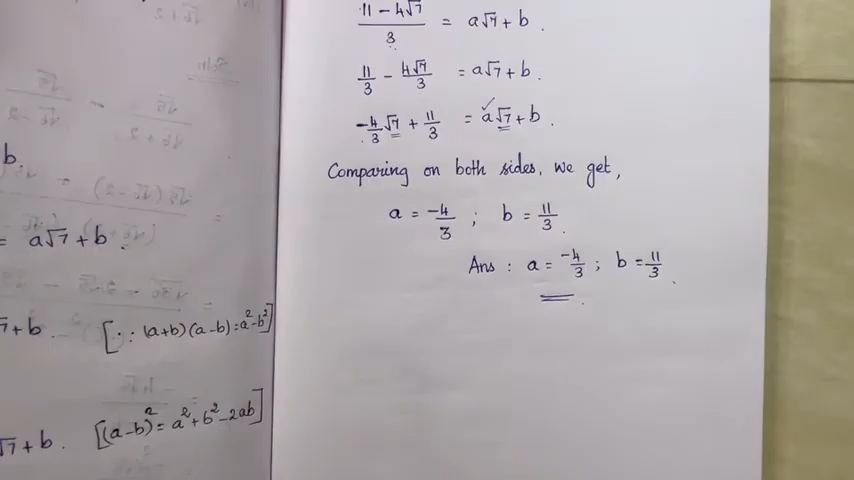 b.
= a√7 + b.
√7 + b. [∵ (a+b)(a-b) = a² - b²]
√7 + b. [(a-b)² = a² + b² - 2ab]
11 - 4√7 / 3 = a√7 + b.
11/3 - 4√7/3 = a√7 + b.
-4/3 √7 + 11/3 = a√7 + b.
Comparing on both sides, we get,
a = -4/3 ; b = 11/3.
Ans : a = -4/3 ; b = 11/3.